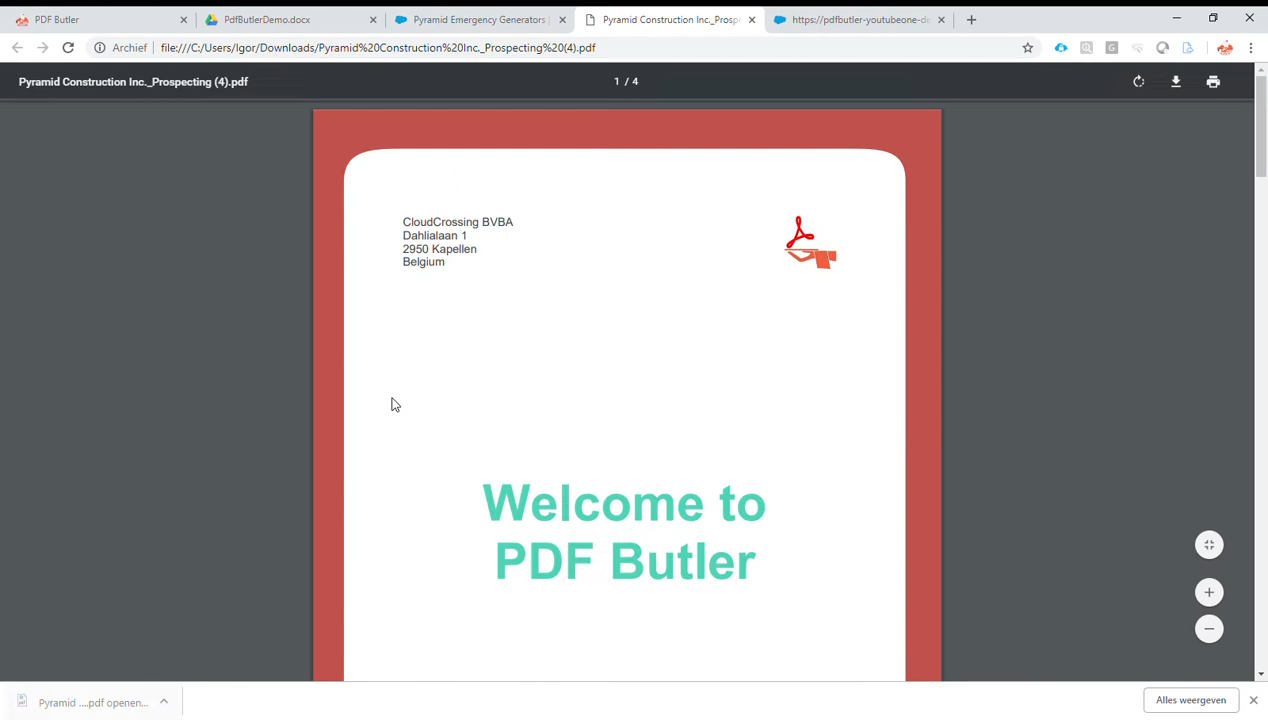 PDF Butler
PdfButlerDemo.docx
Pyramid Emergency Generators |
Pyramid Construction Inc._Prosp
https://pdfbutler-youtubeone-de
Archief
file:///C:/Users/Igor/Downloads/Pyramid%20Construction%20Inc._Prospecting%20(4).pdf
Pyramid Construction Inc._Prospecting (4).pdf
1 / 4
CloudCrossing BVBA
Dahlialaan 1
2950 Kapellen
Belgium
Welcome to
PDF Butler
Pyramid ....pdf openen...
Alles weergeven